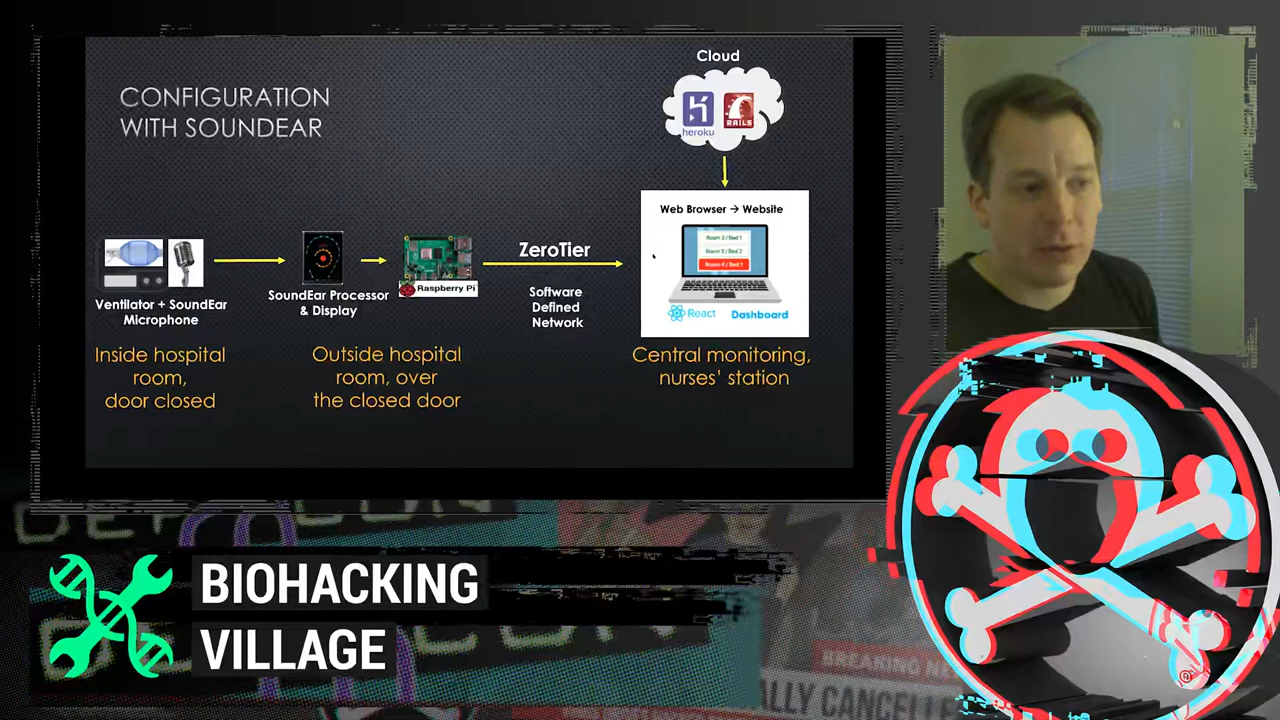 CONFIGURATION
WITH SOUNDEAR
Cloud
heroku
RAILS
Web Browser → Website
Room 3 / Bed 1
Room 3 / Bed 2
Room 4 / Bed 1
React
Dashboard
ZeroTier
Software
Defined
Network
Raspberry Pi
SoundEar Processor
& Display
Ventilator + SoundEar
Microphone
Inside hospital
room,
door closed
Outside hospital
room, over
the closed door
Central monitoring,
nurses' station
BIOHACKING
VILLAGE
BREAKING NE
ALLY CANCELLE